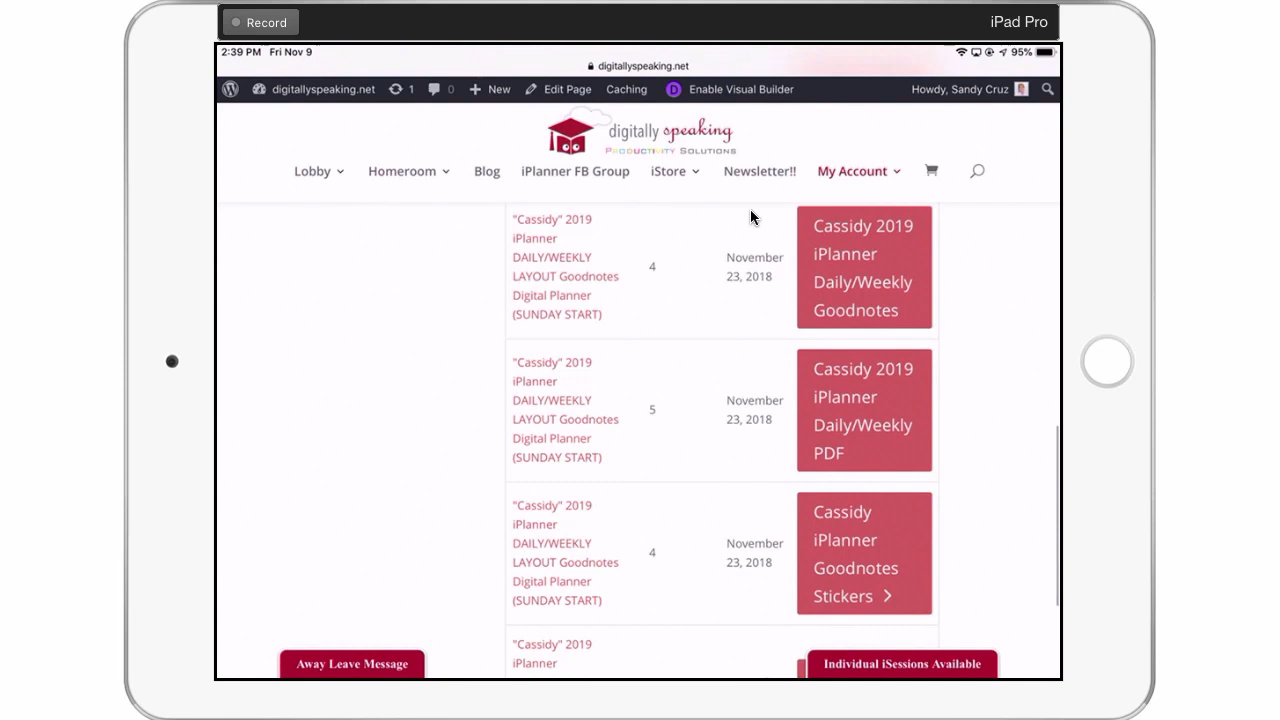 Record
iPad Pro
2:39 PM Fri Nov 9
95%
digitallyspeaking.net
digitallyspeaking.net 1 0 New Edit Page Caching Enable Visual Builder Howdy, Sandy Cruz
digitally speaking
PRODUCTIVITY SOLUTIONS
Lobby Homeroom Blog iPlanner FB Group iStore Newsletter!! My Account
"Cassidy" 2019
iPlanner
DAILY/WEEKLY
LAYOUT Goodnotes
Digital Planner
(SUNDAY START)
4
November
23, 2018
Cassidy 2019
iPlanner
Daily/Weekly
Goodnotes
"Cassidy" 2019
iPlanner
DAILY/WEEKLY
LAYOUT Goodnotes
Digital Planner
(SUNDAY START)
5
November
23, 2018
Cassidy 2019
iPlanner
Daily/Weekly
PDF
"Cassidy" 2019
iPlanner
DAILY/WEEKLY
LAYOUT Goodnotes
Digital Planner
(SUNDAY START)
4
November
23, 2018
Cassidy
iPlanner
Goodnotes
Stickers
"Cassidy" 2019
iPlanner
Away Leave Message
Individual iSessions Available